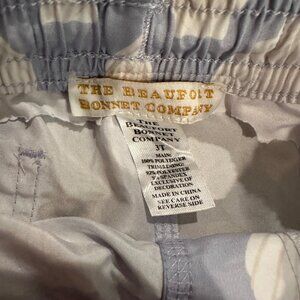 THE BEAUFORT
BONNET COMPANY
THE
BEAUFORT
BONNET
COMPANY
3T
MAIN:
100% POLYESTER
TRIM/LINING:
92% POLYESTER
8% SPANDEX
EXCLUSIVE OF
DECORATION
MADE IN CHINA
SEE CARE ON
REVERSE SIDE